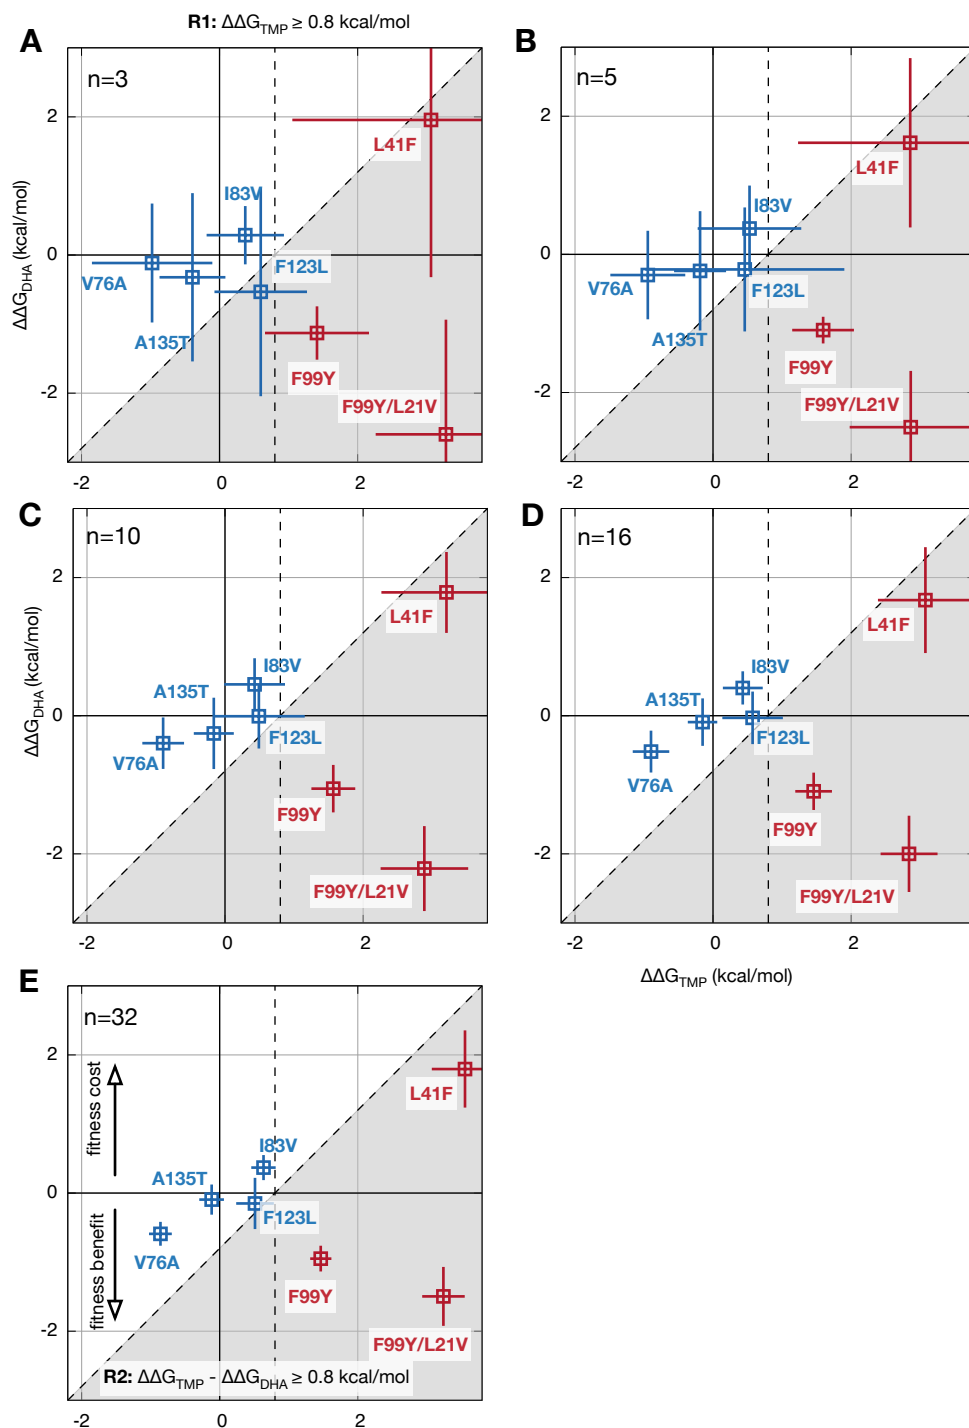 R1: ΔΔG_TMP ≥ 0.8 kcal/mol
A
n=3
2
0
-2
-2
0
2
ΔΔG_DHA (kcal/mol)
L41F
I83V
F123L
V76A
A135T
F99Y
F99Y/L21V
B
n=5
2
0
-2
-2
0
2
L41F
I83V
V76A
F123L
A135T
F99Y
F99Y/L21V
C
n=10
2
0
-2
-2
0
2
ΔΔG_DHA (kcal/mol)
L41F
I83V
A135T
F123L
V76A
F99Y
F99Y/L21V
D
n=16
2
0
-2
-2
0
2
ΔΔG_TMP (kcal/mol)
L41F
I83V
A135T
F123L
V76A
F99Y
F99Y/L21V
E
n=32
2
0
-2
-2
0
2
fitness cost
fitness benefit
L41F
I83V
A135T
F123L
V76A
F99Y
F99Y/L21V
R2: ΔΔG_TMP - ΔΔG_DHA ≥ 0.8 kcal/mol